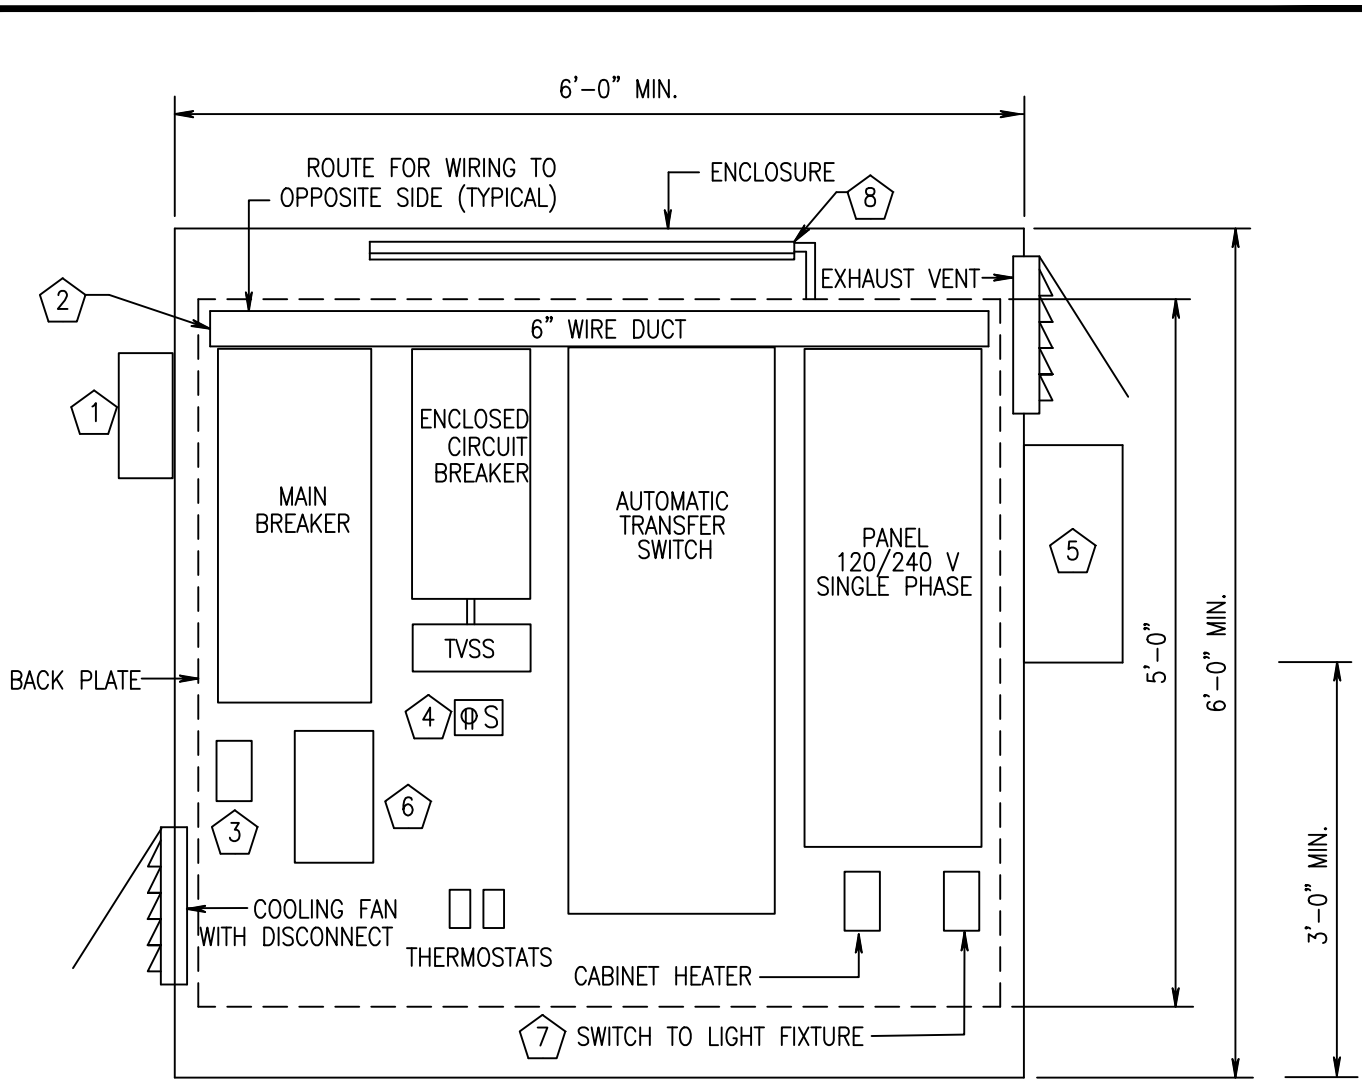 6'-0" MIN.
ROUTE FOR WIRING TO
OPPOSITE SIDE (TYPICAL)
ENCLOSURE
8
EXHAUST VENT
2
6" WIRE DUCT
1
ENCLOSED
CIRCUIT
BREAKER
MAIN
BREAKER
AUTOMATIC
TRANSFER
SWITCH
PANEL
120/240 V
SINGLE PHASE
5
5'-0"
6'-0" MIN.
3'-0" MIN.
TVSS
BACK PLATE
4
S
6
3
COOLING FAN
WITH DISCONNECT
THERMOSTATS
CABINET HEATER
7 SWITCH TO LIGHT FIXTURE